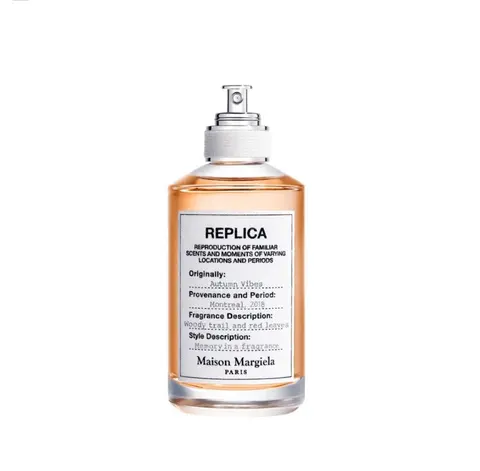 REPLICA
REPRODUCTION OF FAMILIAR
SCENTS AND MOMENTS OF VARYING
LOCATIONS AND PERIODS
Originally:
Autumn Vibes
Provenance and Period:
Montreal, 2018
Fragrance Description:
Woody trail and red leaves
Style Description:
Memory in a fragrance
Maison Margiela
PARIS